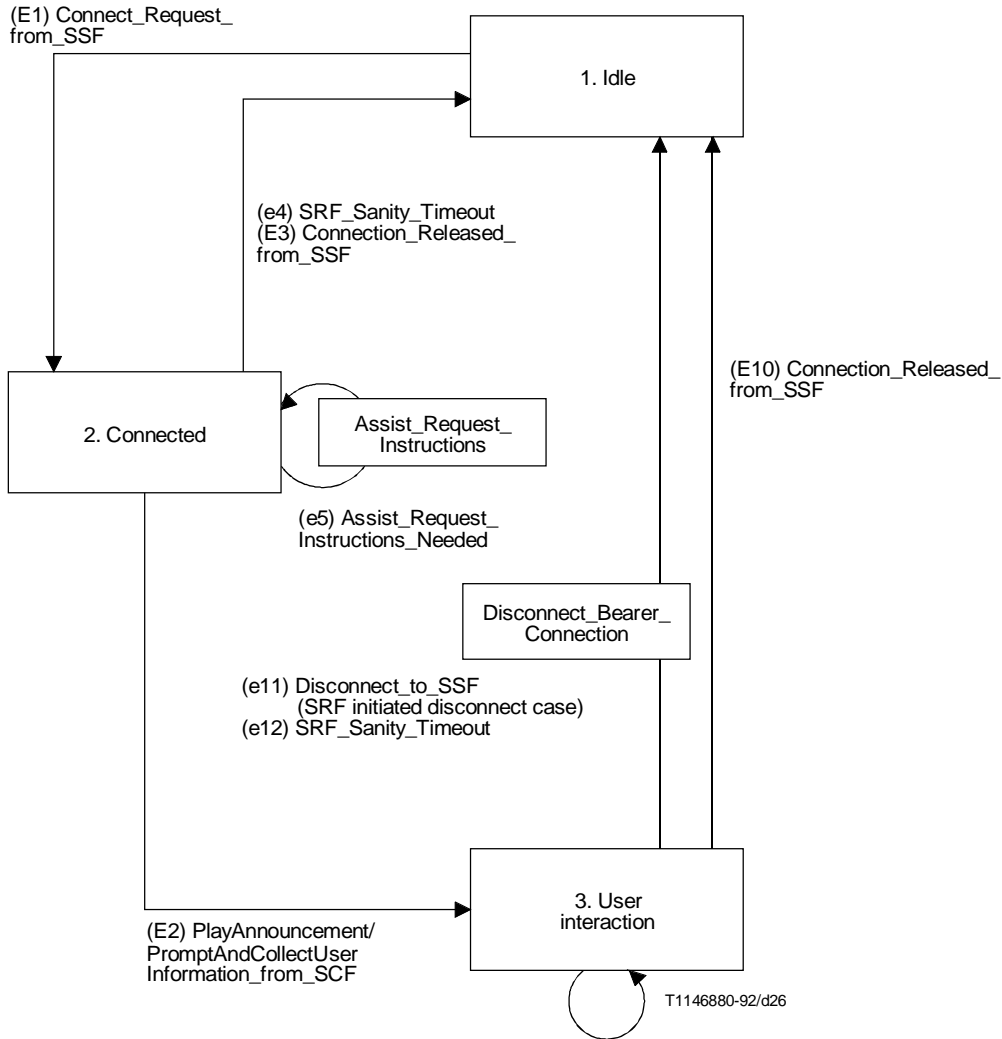 (E1) Connect_Request_
from_SSF
1. Idle
(e4) SRF_Sanity_Timeout
(E3) Connection_Released_
from_SSF
(E10) Connection_Released_
from_SSF
2. Connected
Assist_Request_
Instructions
(e5) Assist_Request_
Instructions_Needed
Disconnect_Bearer_
Connection
(e11) Disconnect_to_SSF
(SRF initiated disconnect case)
(e12) SRF_Sanity_Timeout
3. User
interaction
(E2) PlayAnnouncement/
PromptAndCollectUser
Information_from_SCF
T1146880-92/d26